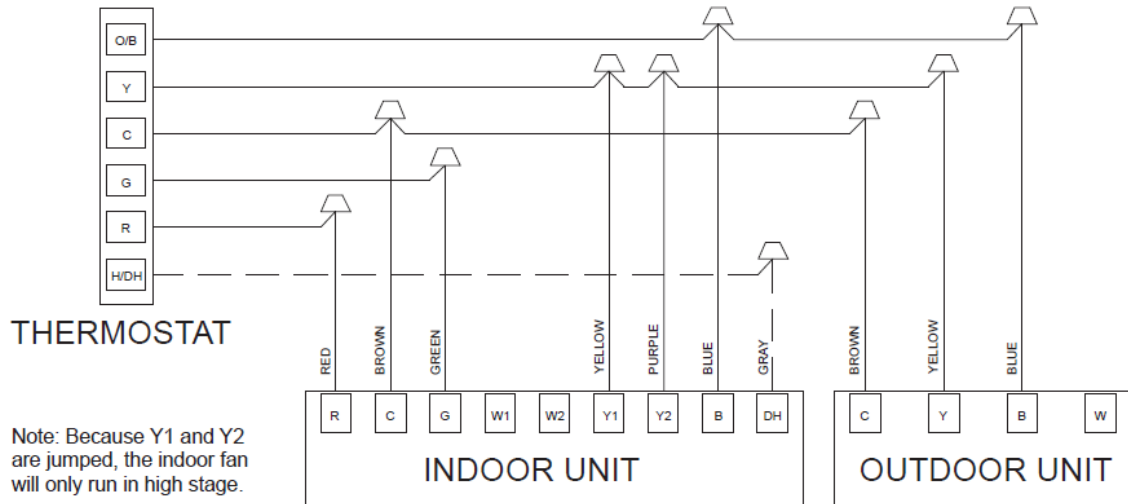 O/B
Y
C
G
R
H/DH
THERMOSTAT
RED
BROWN
GREEN
YELLOW
PURPLE
BLUE
GRAY
BROWN
YELLOW
BLUE
R C G W1 W2 Y1 Y2 B DH
C Y B W
INDOOR UNIT
OUTDOOR UNIT
Note: Because Y1 and Y2
are jumped, the indoor fan
will only run in high stage.